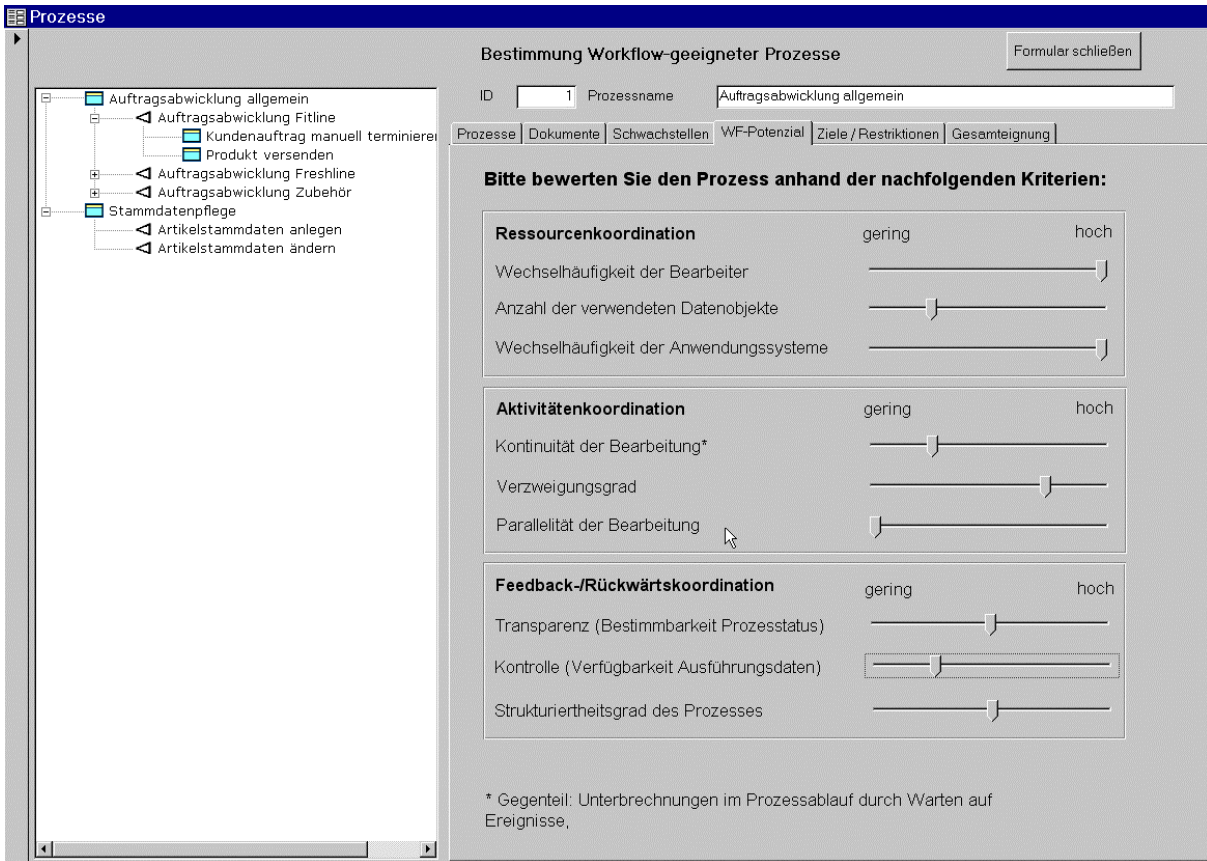 Prozesse
Bestimmung Workflow-geeigneter Prozesse
Formular schließen
ID 1 Prozessname Auftragsabwicklung allgemein
Prozesse Dokumente Schwachstellen WF-Potenzial Ziele / Restriktionen Gesamteignung
Auftragsabwicklung allgemein
Auftragsabwicklung Fitline
Kundenauftrag manuell terminieren
Produkt versenden
Auftragsabwicklung Freshline
Auftragsabwicklung Zubehör
Stammdatenpflege
Artikelstammdaten anlegen
Artikelstammdaten ändern
Bitte bewerten Sie den Prozess anhand der nachfolgenden Kriterien:
Ressourcenkoordination gering hoch
Wechselhäufigkeit der Bearbeiter
Anzahl der verwendeten Datenobjekte
Wechselhäufigkeit der Anwendungssysteme
Aktivitätenkoordination gering hoch
Kontinuität der Bearbeitung*
Verzweigungsgrad
Parallelität der Bearbeitung
Feedback-/Rückwärtskoordination gering hoch
Transparenz (Bestimmbarkeit Prozesstatus)
Kontrolle (Verfügbarkeit Ausführungsdaten)
Strukturiertheitsgrad des Prozesses
* Gegenteil: Unterbrechnungen im Prozessablauf durch Warten auf
Ereignisse,